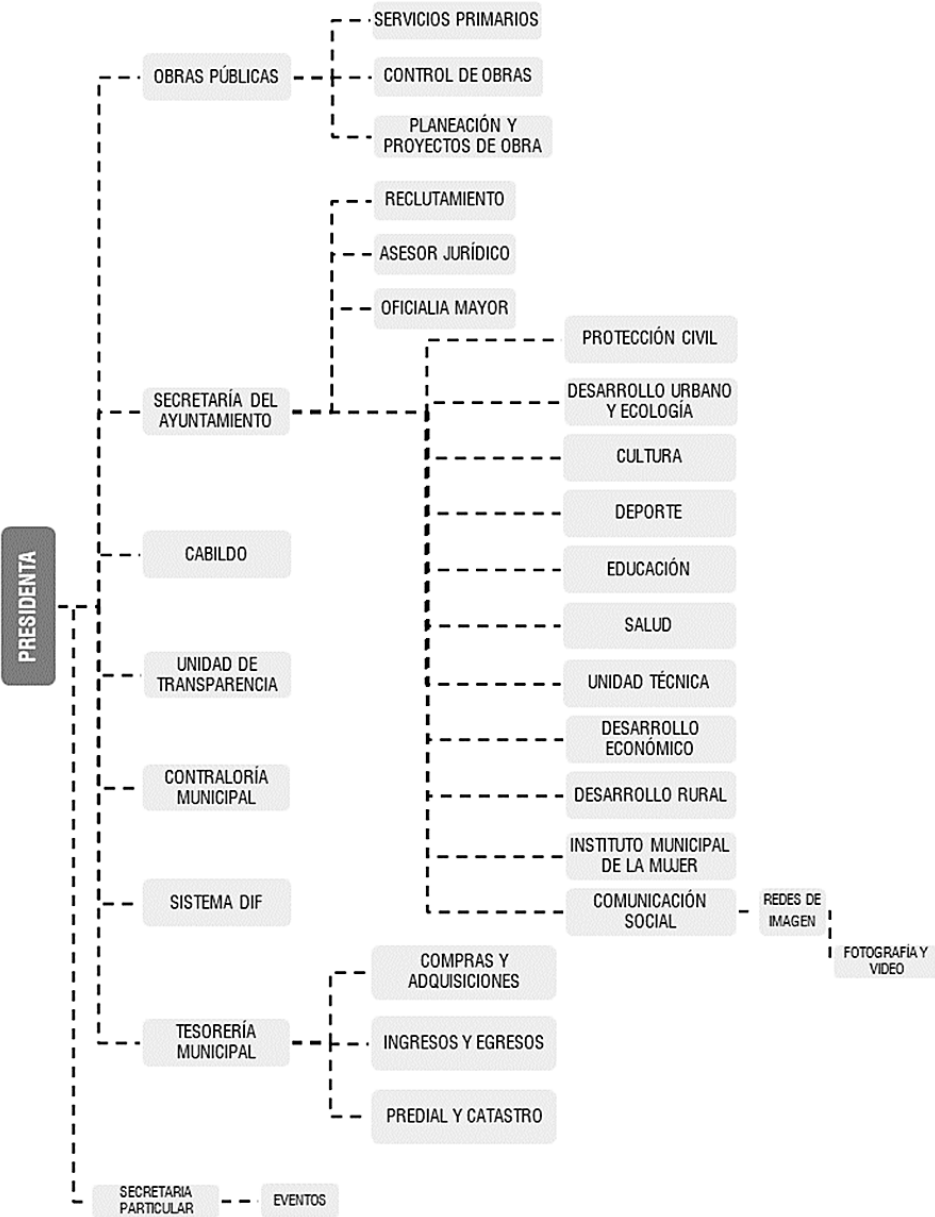 SERVICIOS PRIMARIOS
OBRAS PÚBLICAS
CONTROL DE OBRAS
PLANEACIÓN Y
PROYECTOS DE OBRA
RECLUTAMIENTO
ASESOR JURÍDICO
OFICIALIA MAYOR
SECRETARÍA DEL
AYUNTAMIENTO
PROTECCIÓN CIVIL
DESARROLLO URBANO
Y ECOLOGÍA
CULTURA
DEPORTE
EDUCACIÓN
SALUD
UNIDAD TÉCNICA
DESARROLLO
ECONÓMICO
DESARROLLO RURAL
INSTITUTO MUNICIPAL
DE LA MUJER
COMUNICACIÓN
SOCIAL
REDES DE
IMAGEN
FOTOGRAFÍA Y
VIDEO
PRESIDENTA
CABILDO
UNIDAD DE
TRANSPARENCIA
CONTRALORÍA
MUNICIPAL
SISTEMA DIF
TESORERÍA
MUNICIPAL
COMPRAS Y
ADQUISICIONES
INGRESOS Y EGRESOS
PREDIAL Y CATASTRO
SECRETARIA
PARTICULAR
EVENTOS